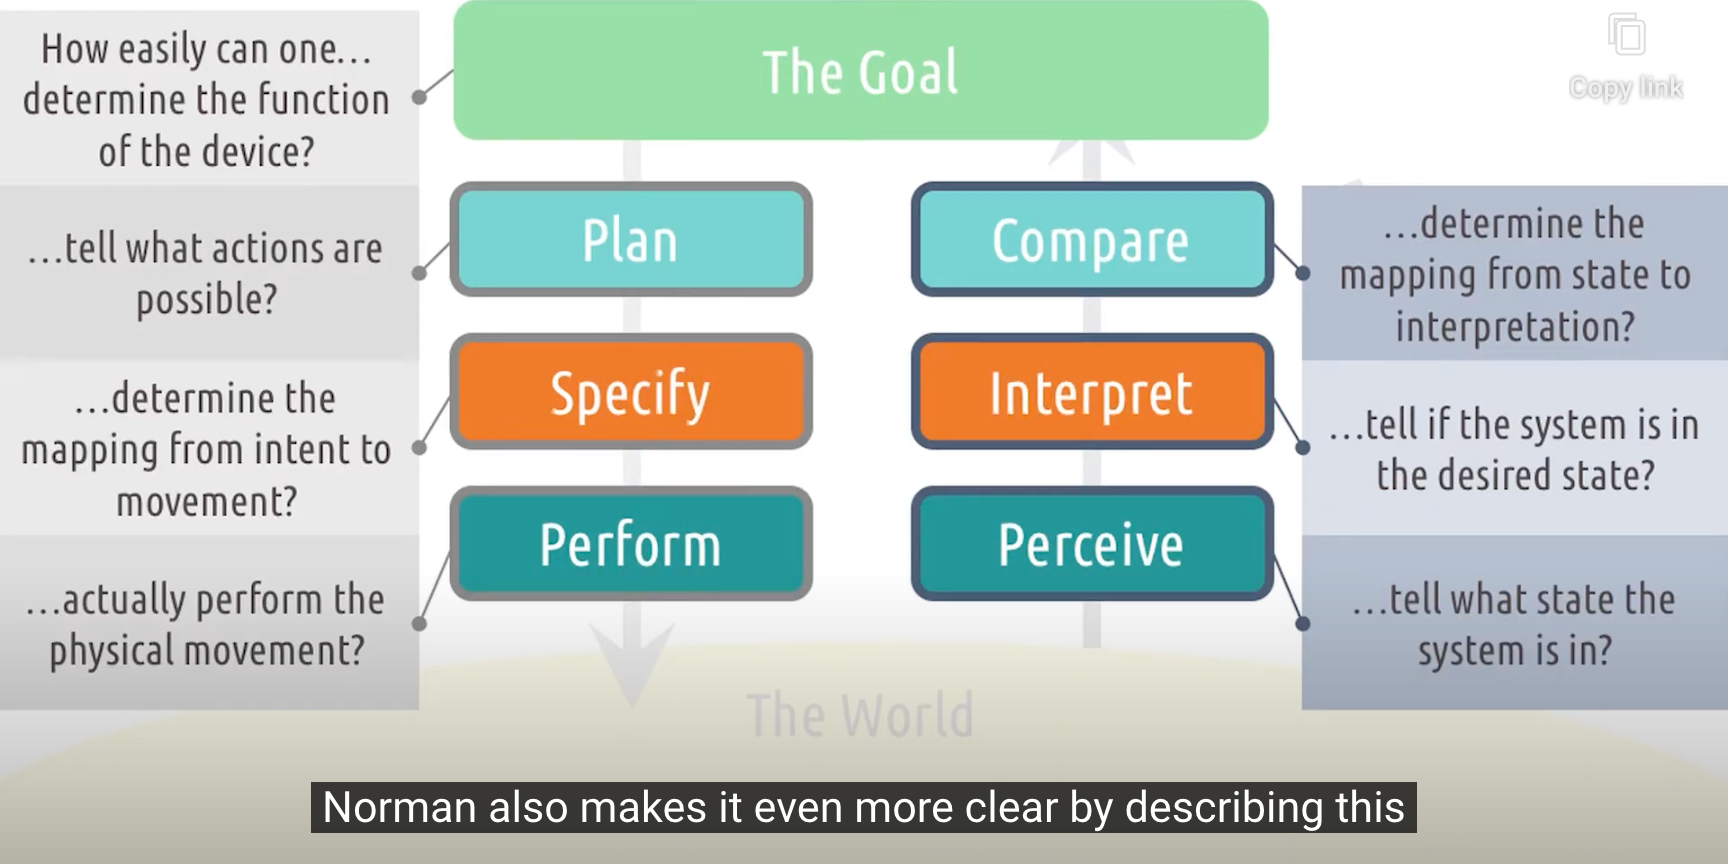 How easily can one...
determine the function
of the device?
...tell what actions are
possible?
...determine the
mapping from intent to
movement?
...actually perform the
physical movement?
The Goal
Plan
Specify
Perform
Compare
Interpret
Perceive
...determine the
mapping from state to
interpretation?
...tell if the system is in
the desired state?
...tell what state the
system is in?
Copy link
The World
Norman also makes it even more clear by describing this